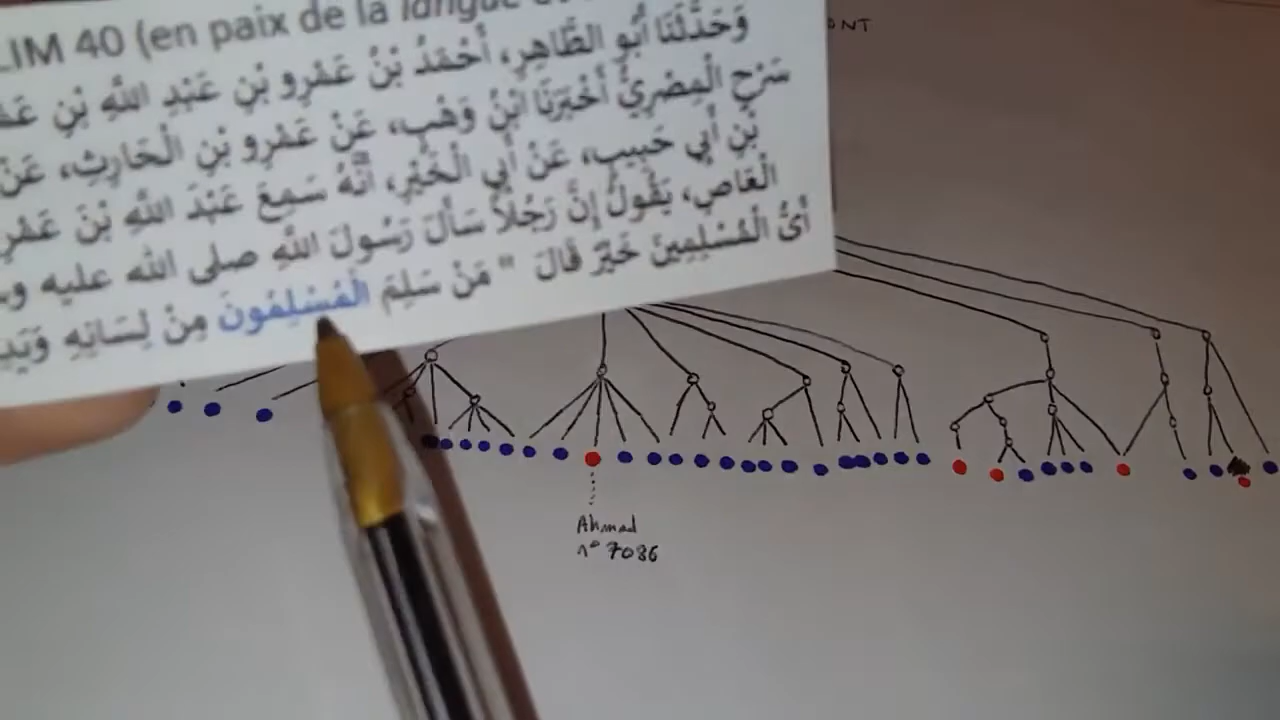 LIM 40 (en paix de la langue
وَحَدَّثَنَا أَبُو الطَّاهِرِ، أَحْمَدُ بْنُ عَمْرِو بْنِ عَبْدِ اللَّهِ بْنِ
سَرْحٍ الْمِصْرِيُّ أَخْبَرَنَا ابْنُ وَهْبٍ، عَنْ عَمْرِو بْنِ الْحَارِثِ، عَنْ
بْنِ أَبِي حَبِيبٍ، عَنْ أَبِي الْخَيْرِ، أَنَّهُ سَمِعَ عَبْدَ اللَّهِ بْنَ عَمْرِو
الْعَاصِ، يَقُولُ إِنَّ رَجُلاً سَأَلَ رَسُولَ اللَّهِ صلى الله عليه
أَىُّ الْمُسْلِمِينَ خَيْرٌ قَالَ " مَنْ سَلِمَ الْمُسْلِمُونَ مِنْ لِسَانِهِ
ONT
Ahmad
n° 7086